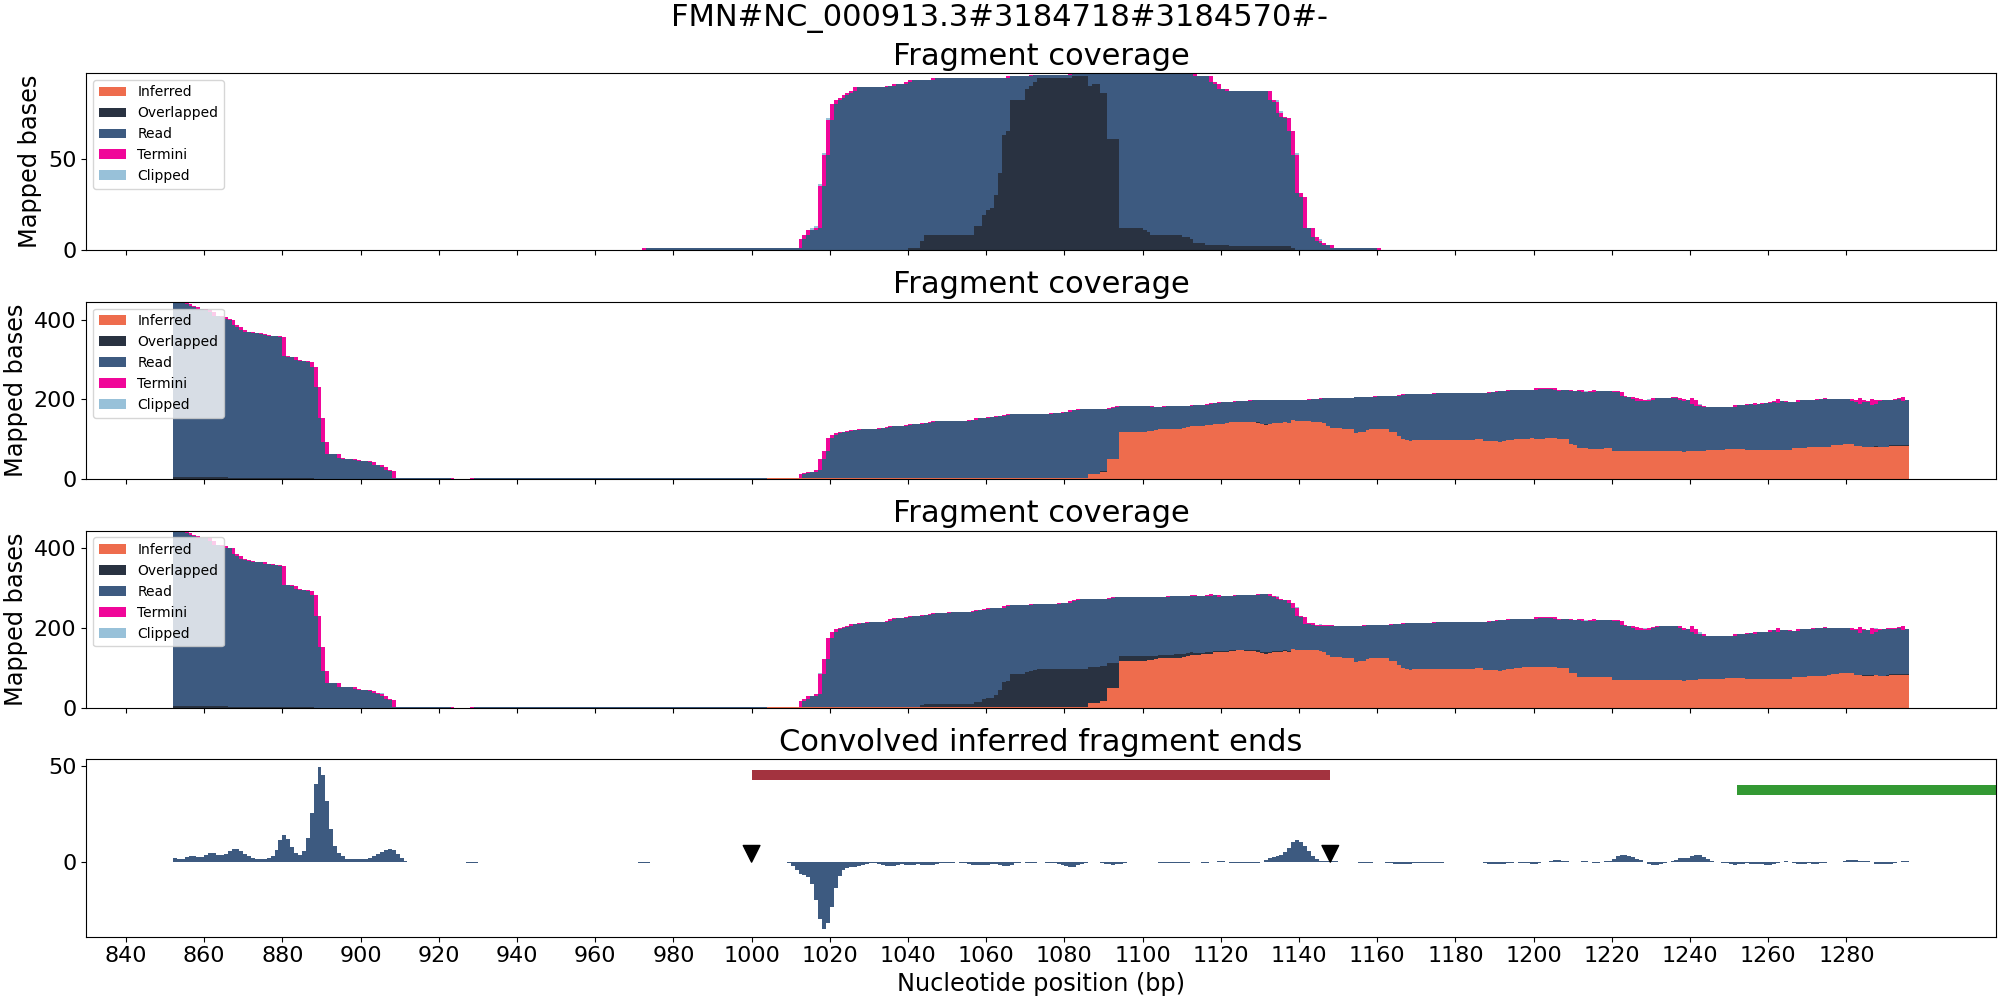 FMN#NC_000913.3#3184718#3184570#-
Fragment coverage
Mapped bases
50
0
Inferred
Overlapped
Read
Termini
Clipped
Fragment coverage
Mapped bases
400
200
0
Inferred
Overlapped
Read
Termini
Clipped
Fragment coverage
Mapped bases
400
200
0
Inferred
Overlapped
Read
Termini
Clipped
Convolved inferred fragment ends
50
0
840 860 880 900 920 940 960 980 1000 1020 1040 1060 1080 1100 1120 1140 1160 1180 1200 1220 1240 1260 1280
Nucleotide position (bp)